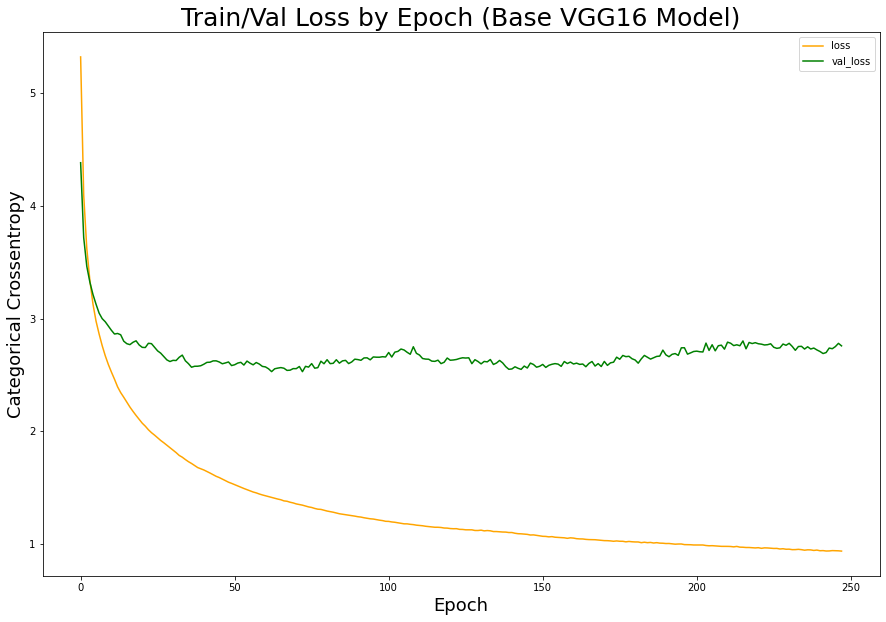 Train/Val Loss by Epoch (Base VGG16 Model)
loss
val_loss
Categorical Crossentropy
5
4
3
2
1
0 50 100 150 200 250
Epoch